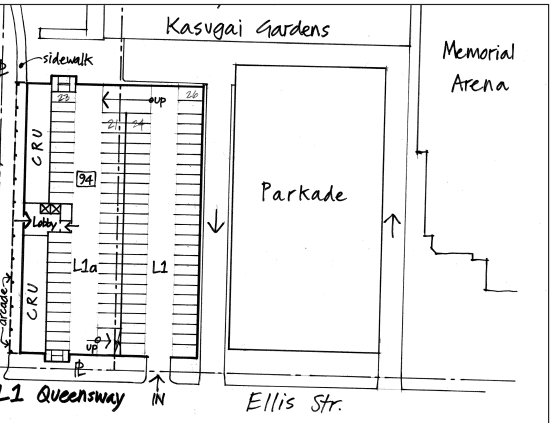 Kasugai Gardens
Memorial
Arena
sidewalk
23
up
26
21
24
CRU
94
Parkade
Lobby
L1a
L1
CRU
arcade
up
PL
L1 Queensway
IN
Ellis Str.